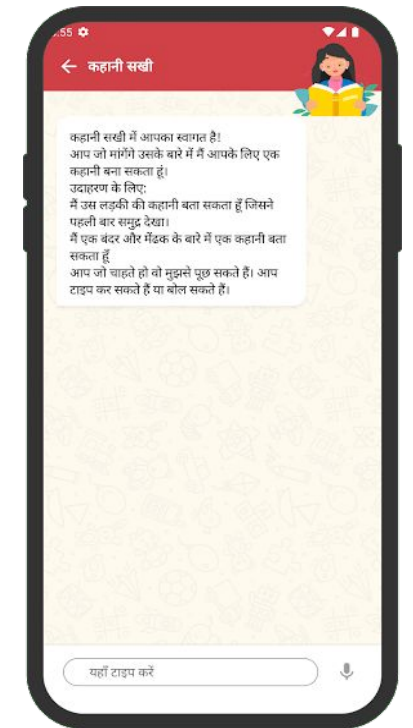 :55
कहानी सखी
कहानी सखी में आपका स्वागत है!
आप जो मांगेंगे उसके बारे में मैं आपके लिए एक
कहानी बना सकता हूं।
उदाहरण के लिए:
मैं उस लड़की की कहानी बता सकता हूँ जिसने
पहली बार समुद्र देखा।
मैं एक बंदर और मेंढक के बारे में एक कहानी बता
सकता हूँ
आप जो चाहते हो वो मुझसे पूछ सकते हैं। आप
टाइप कर सकते हैं या बोल सकते हैं।
यहाँ टाइप करें